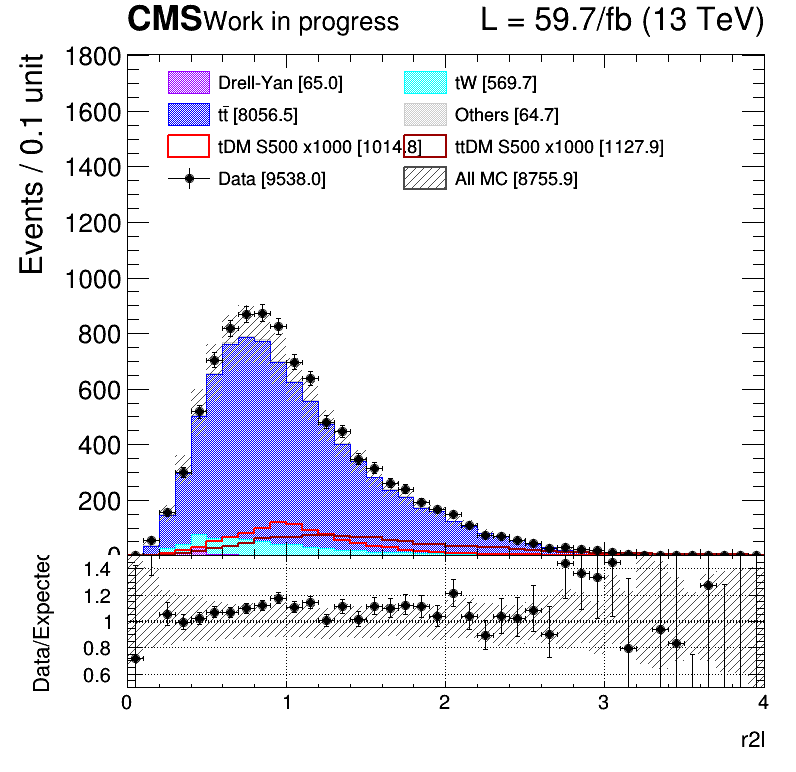 CMS Work in progress L = 59.7/fb (13 TeV)
Events / 0.1 unit
1800
1600
1400
1200
1000
800
600
400
200
0
Drell-Yan [65.0] tW [569.7]
tt̄ [8056.5] Others [64.7]
tDM S500 x1000 [1014.8] ttDM S500 x1000 [1127.9]
Data [9538.0] All MC [8755.9]
Data/Expected
1.4
1.2
1
0.8
0.6
0 1 2 3 4
r2l